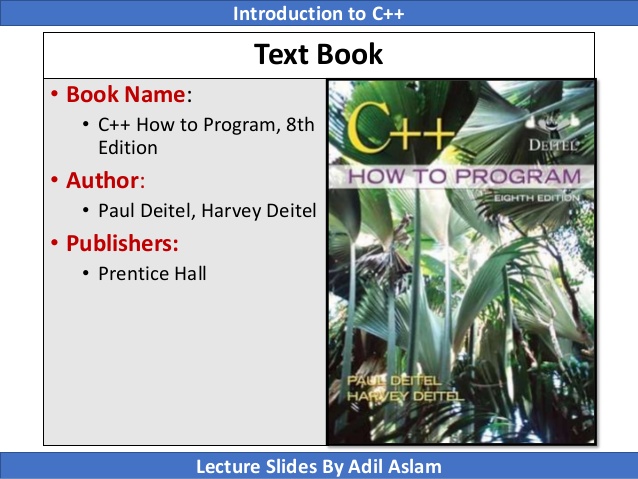 Introduction to C++
Text Book
• Book Name:
• C++ How to Program, 8th
Edition
• Author:
• Paul Deitel, Harvey Deitel
• Publishers:
• Prentice Hall
C++
DEITEL®
HOW TO PROGRAM
EIGHTH EDITION
PAUL DEITEL
HARVEY DEITEL
Lecture Slides By Adil Aslam